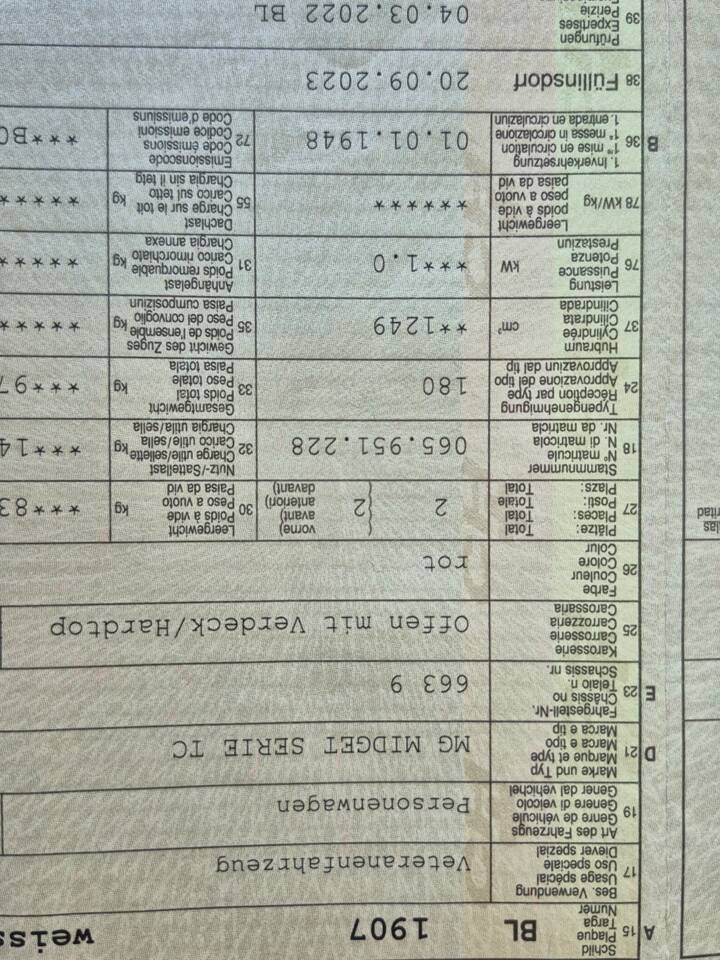 Schild
A 15 Plaque BL 1907 weiss
Targa
Numer
Bes. Verwendung
17 Usage spécial Veteranenfahrzeug
Uso speciale
Diever spezial
Art des Fahrzeugs
19 Genre de véhicule Personenwagen
Genere di veicolo
Gener dal vehichel
Marke und Typ
D 21 Marque et type MG MIDGET SERIE TC
Marca e tipo
Marca e tip
Fahrgestell-Nr.
E 23 Châssis no 663 9
Telaio n.
Schassis nr.
Karosserie
25 Carrosserie Offen mit Verdeck/Hardtop
Carrozzeria
Carossaria
Farbe
26 Couleur rot
Colore
Colur
27 Plätze: Total
Places: Total
Posti: Totale
Plazs: Total
2 {2
vorne)
avant)
anteriori)
davant)
30 Leergewicht
Poids à vide
Peso a vuoto kg ***83
Paisa da vid
Stammnummer
18 N° matricule 065.951.228
N. di matricola
Nr. da matricla
Nutz-/Sattellast
32 Charge utile/sellette
Carico utile/sella kg ***14
Chargia utila/sella
Typengenehmigung
24 Réception par type 180
Approvazione del tipo
Approvaziun dal tip
Gesamtgewicht
33 Poids total
Peso totale kg ***97
Paisa totala
Hubraum
37 Cylindrée cm³ **1249
Cilindrata
Cilindrada
Gewicht des Zuges
35 Poids de l'ensemble
Peso del convoglio kg *****
Paisa cumposiziun
Leistung
76 Puissance kW ***1.0
Potenza
Prestaziun
Anhängelast
31 Poids remorquable
Carico rimorchiato kg *****
Chargia annexa
Leergewicht
78 kW/kg poids à vide ******
peso a vuoto
paisa da vid
Dachlast
55 Charge sur le toit
Carico sul tetto kg *****
Chargia sin il tetg
1. Inverkehrsetzung
B 36 1ʳᵉ mise en circulation 01.01.1948
1ª messa in circolazione
1. entrada en circulaziun
Emissionscode
72 Code émissions
Codice emissioni ***B0
Code d'emissiuns
38 Füllinsdorf 20.09.2023
Prüfungen
39 Expertises 04.03.2022 BL
Perizie